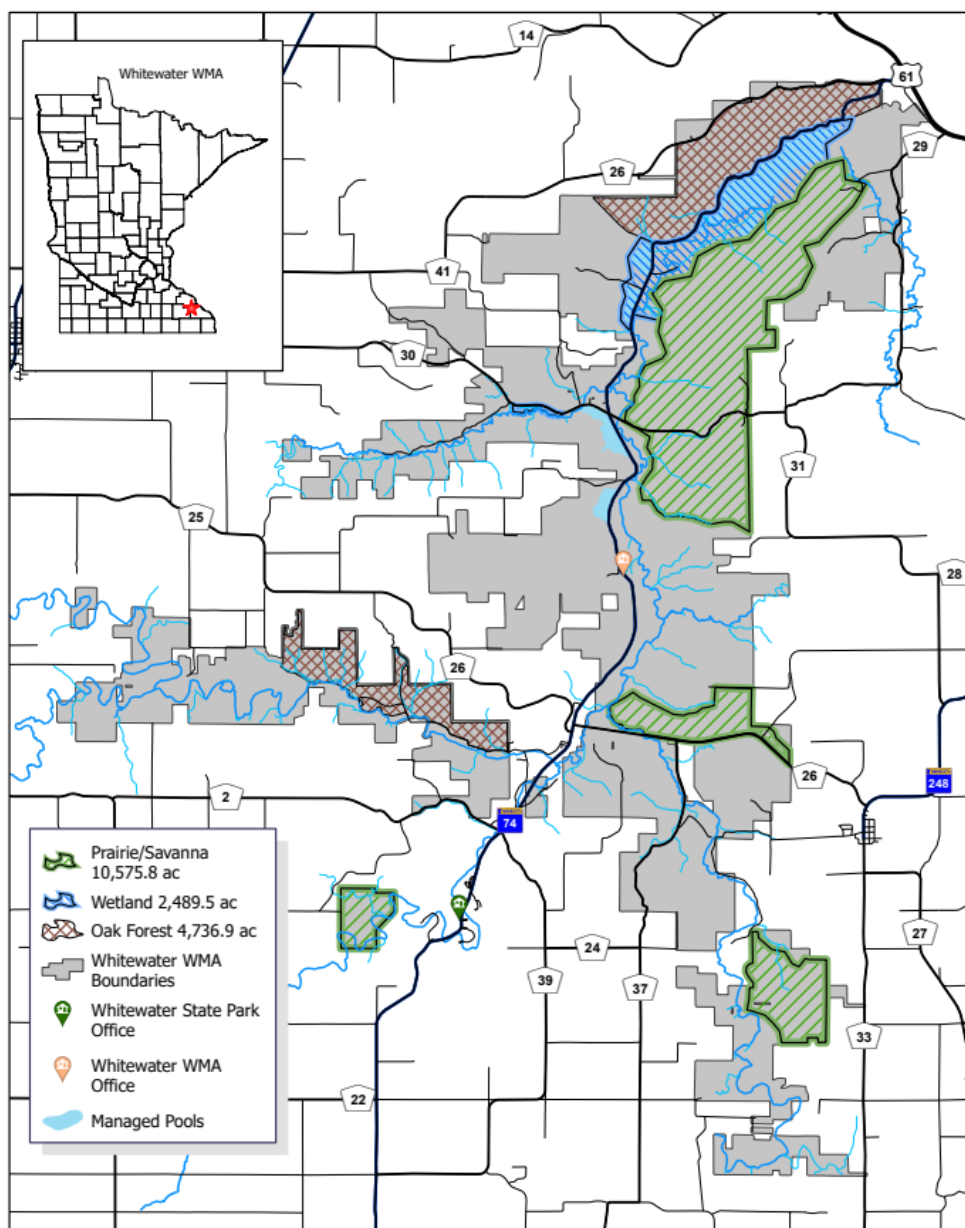 Whitewater WMA
14
61
29
26
41
30
31
25
28
26
26
248
2
74
24
27
39
37
33
22
Prairie/Savanna
10,575.8 ac
Wetland 2,489.5 ac
Oak Forest 4,736.9 ac
Whitewater WMA
Boundaries
Whitewater State Park
Office
Whitewater WMA
Office
Managed Pools